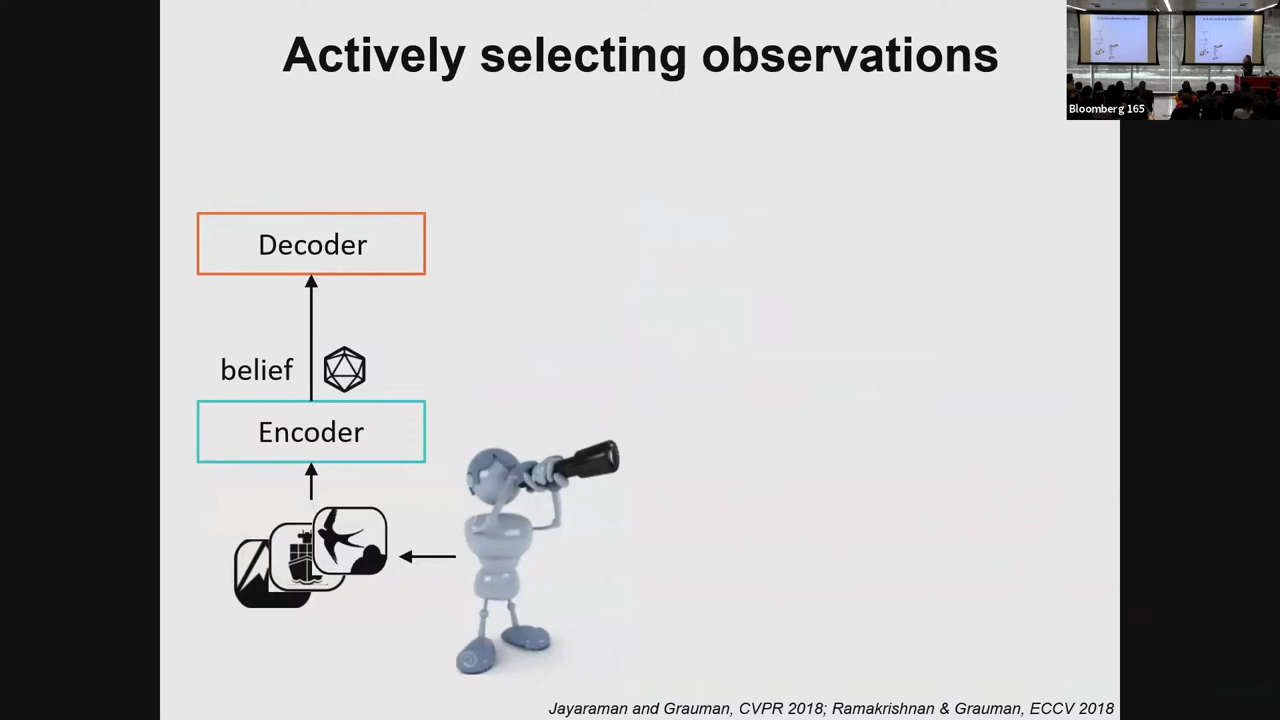 Actively selecting observations
Bloomberg 165
Decoder
belief
Encoder
Jayaraman and Grauman, CVPR 2018; Ramakrishnan & Grauman, ECCV 2018